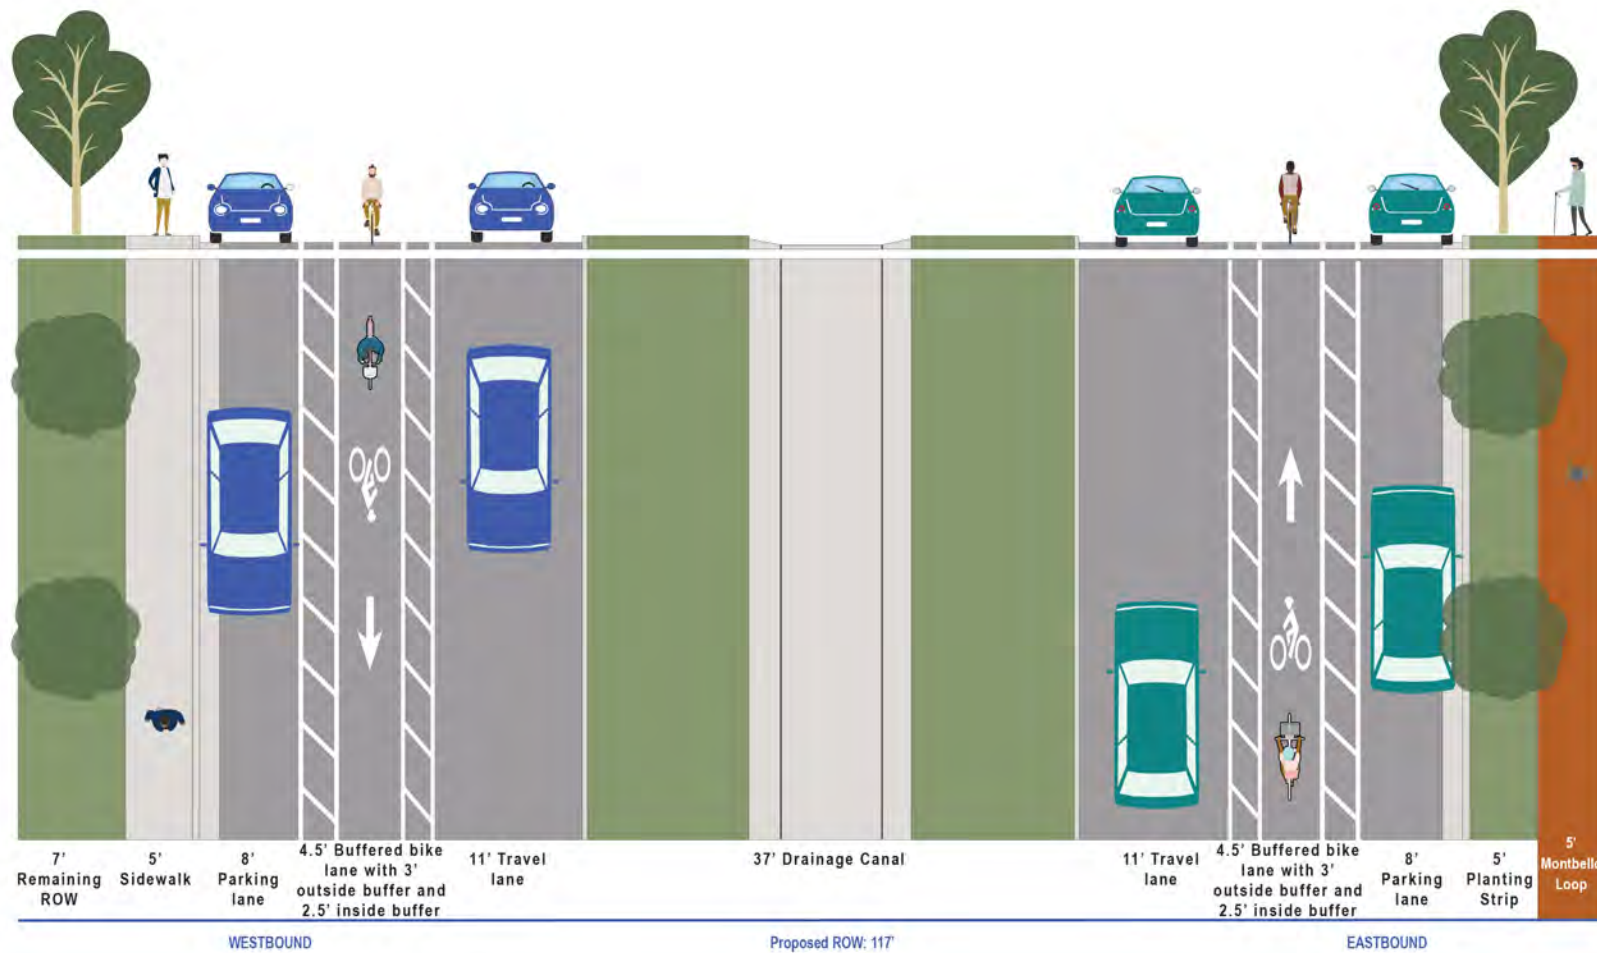 7'
Remaining
ROW
5'
Sidewalk
8'
Parking
lane
4.5' Buffered bike
lane with 3'
outside buffer and
2.5' inside buffer
11' Travel
lane
37' Drainage Canal
11' Travel
lane
4.5' Buffered bike
lane with 3'
outside buffer and
2.5' inside buffer
8'
Parking
lane
5'
Planting
Strip
5'
Montbello
Loop
WESTBOUND
Proposed ROW: 117'
EASTBOUND